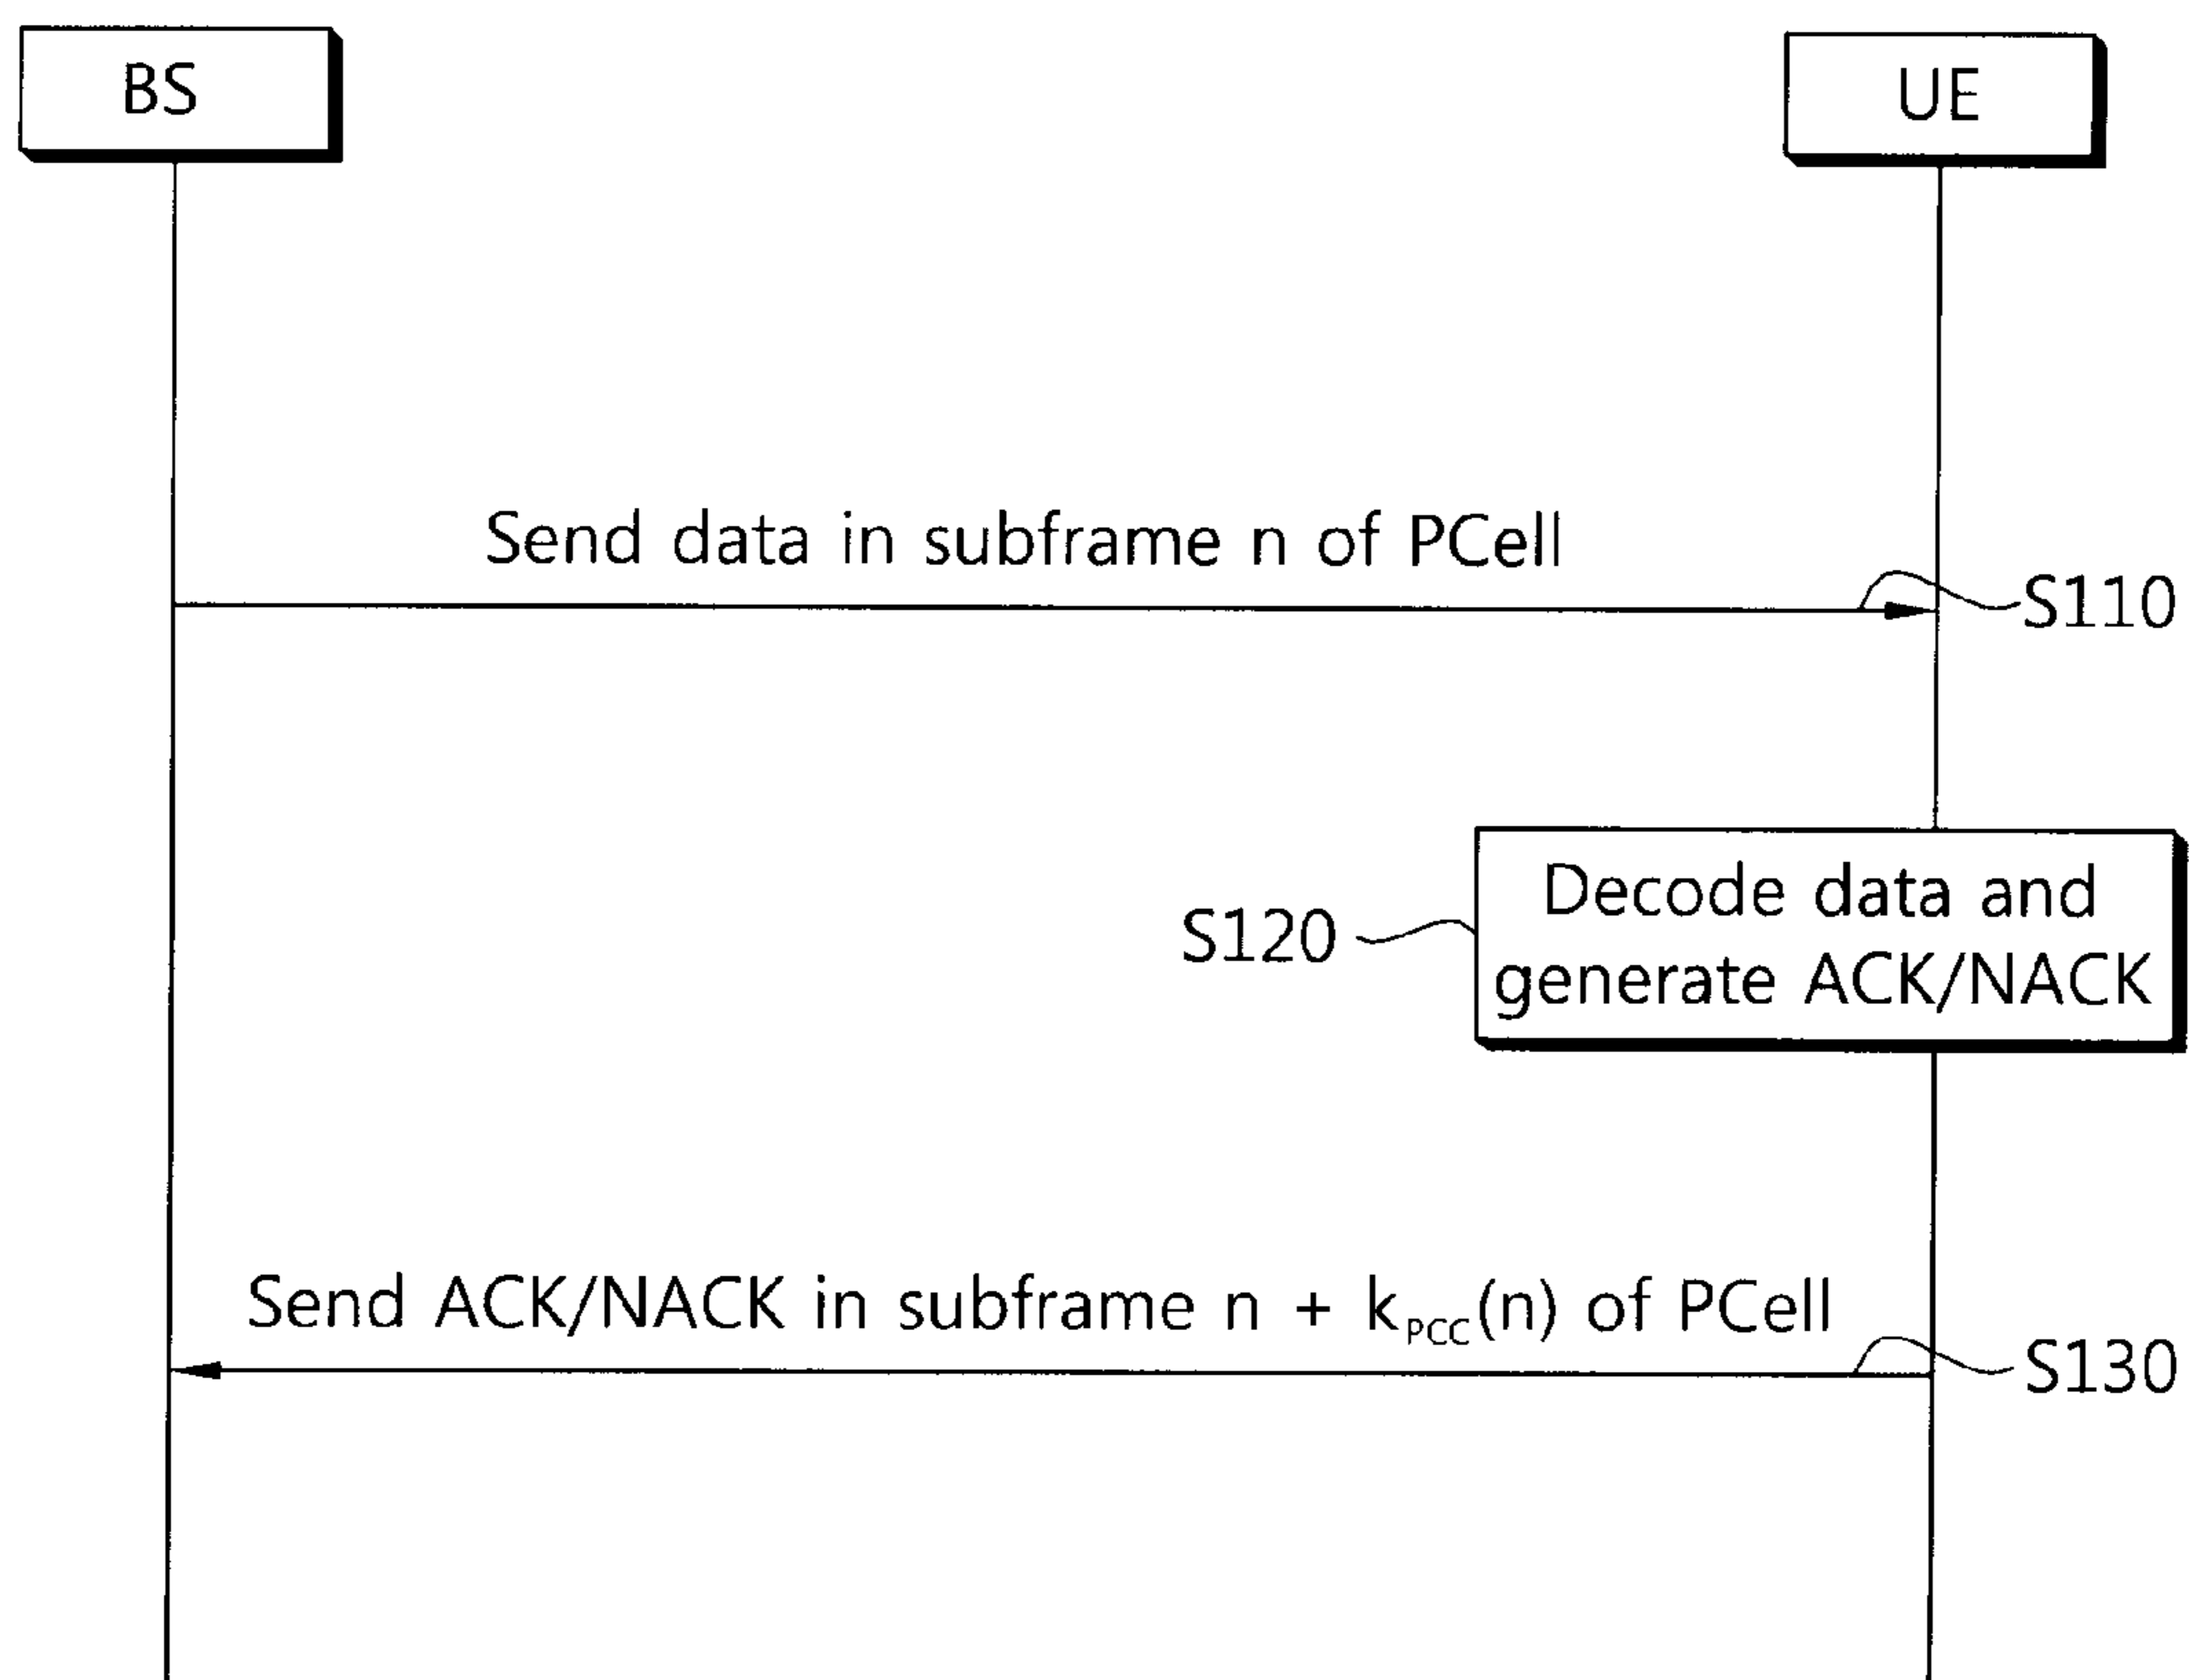 BS
UE
Send data in subframe n of PCell
S110
Decode data and
generate ACK/NACK
S120
Send ACK/NACK in subframe n + kPCC(n) of PCell
S130